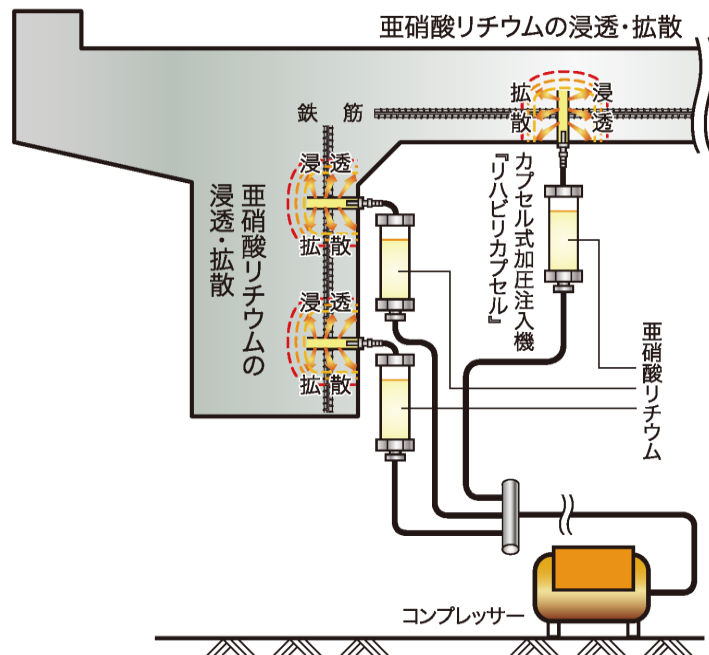 亜硝酸リチウムの浸透・拡散
拡 浸
散 透
鉄 筋
浸 透
拡 散
亜硝酸リチウムの
浸透・拡散
浸 透
拡 散
カプセル式加圧注入機
『リハビリカプセル』
亜硝酸リチウム
コンプレッサー